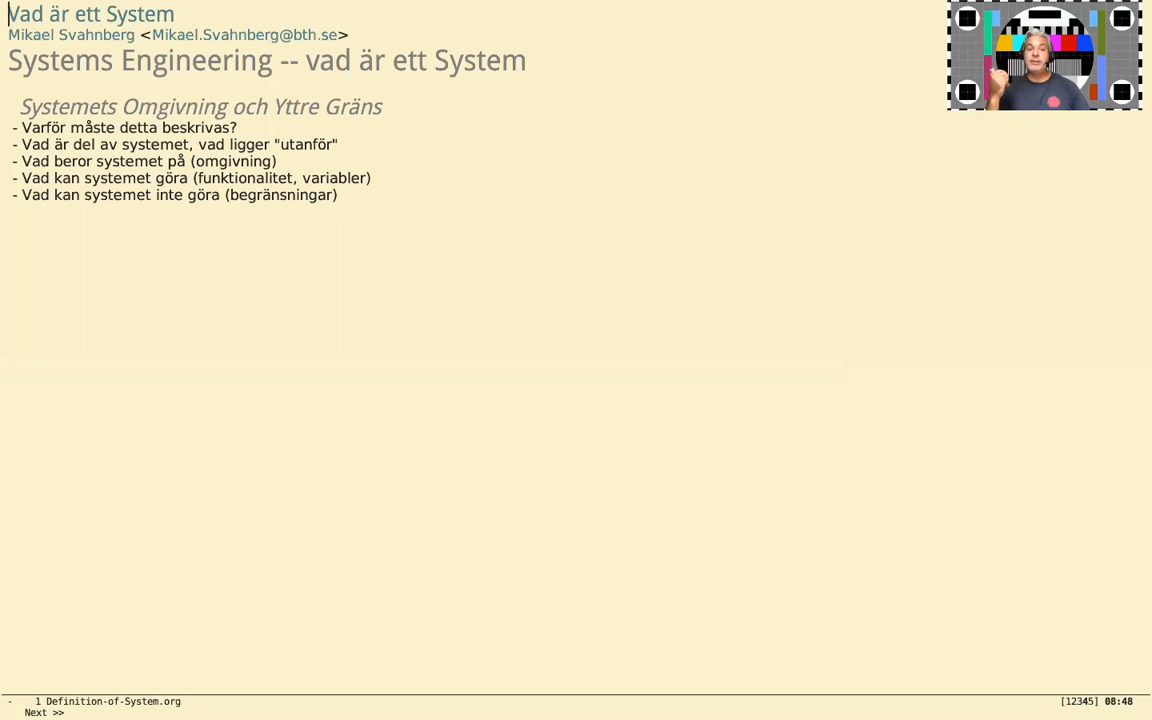 Vad är ett System
Mikael Svahnberg <Mikael.Svahnberg@bth.se>
Systems Engineering -- vad är ett System
Systemets Omgivning och Yttre Gräns
- Varför måste detta beskrivas?
- Vad är del av systemet, vad ligger "utanför"
- Vad beror systemet på (omgivning)
- Vad kan systemet göra (funktionalitet, variabler)
- Vad kan systemet inte göra (begränsningar)
- 1 Definition-of-System.org [12345] 08:48
Next >>